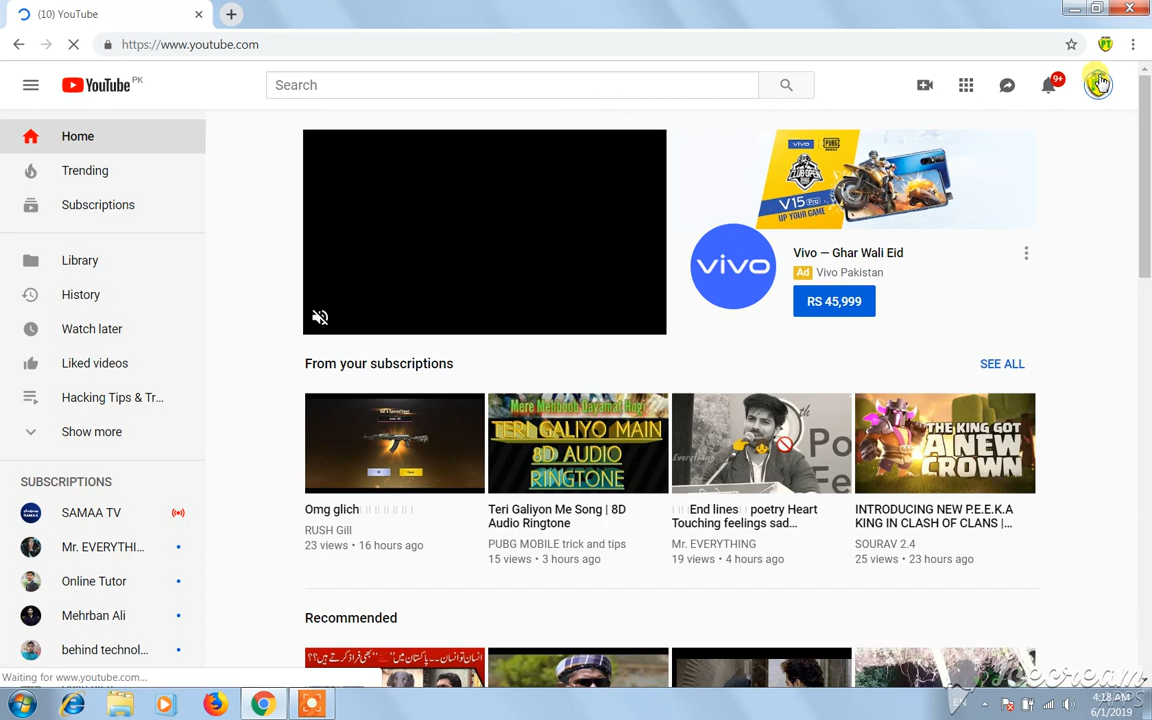 (10) YouTube
https://www.youtube.com
YouTube PK
Search
9+
Home
Trending
Subscriptions
Library
History
Watch later
Liked videos
Hacking Tips & Tr...
Show more
SUBSCRIPTIONS
SAMAA TV
Mr. EVERYTHI...
Online Tutor
Mehrban Ali
behind technol...
vivo
V15 Pro
UP YOUR GAME
vivo
Vivo — Ghar Wali Eid
Ad Vivo Pakistan
RS 45,999
From your subscriptions
SEE ALL
Mere Mehboob Qayamat Hogi
TERI GALIYO MAIN
8D AUDIO
RINGTONE
THE KING GOT
A NEW
CROWN
Omg glich
RUSH Gill
23 views • 16 hours ago
Teri Galiyon Me Song | 8D
Audio Ringtone
PUBG MOBILE trick and tips
15 views • 3 hours ago
End lines poetry Heart
Touching feelings sad...
Mr. EVERYTHING
19 views • 4 hours ago
INTRODUCING NEW P.E.E.K.A
KING IN CLASH OF CLANS |...
SOURAV 2.4
25 views • 23 hours ago
Recommended
Waiting for www.youtube.com...
EN
4:18 AM
6/1/2019